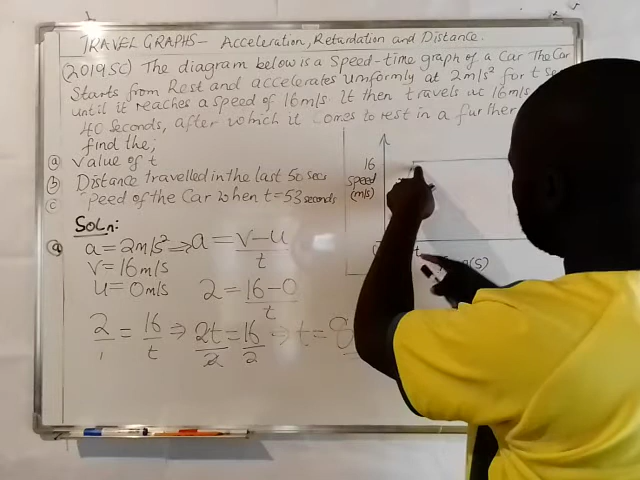 TRAVEL GRAPHS — Acceleration, Retardation and Distance.
(2019, SC) The diagram below is a Speed-time graph of a Car The Car
Starts from Rest and accelerates Uniformly at 2m/s² for t
until it reaches a speed of 16m/s It then travels at 16m/s
40 seconds, after which it Comes to rest in a further
find the;
(a) Value of t
(b) Distance travelled in the last 50 secs
(c) Speed of the Car When t=53 seconds
16
Speed
(m/s)
t
(s)
SOLn:
(a) a = 2m/s² ⇒ a = v-u/t
v = 16m/s
u = 0m/s 2 = 16-0/t
2/1 = 16/t ⇒ 2t/2 = 16/2 → t = 8